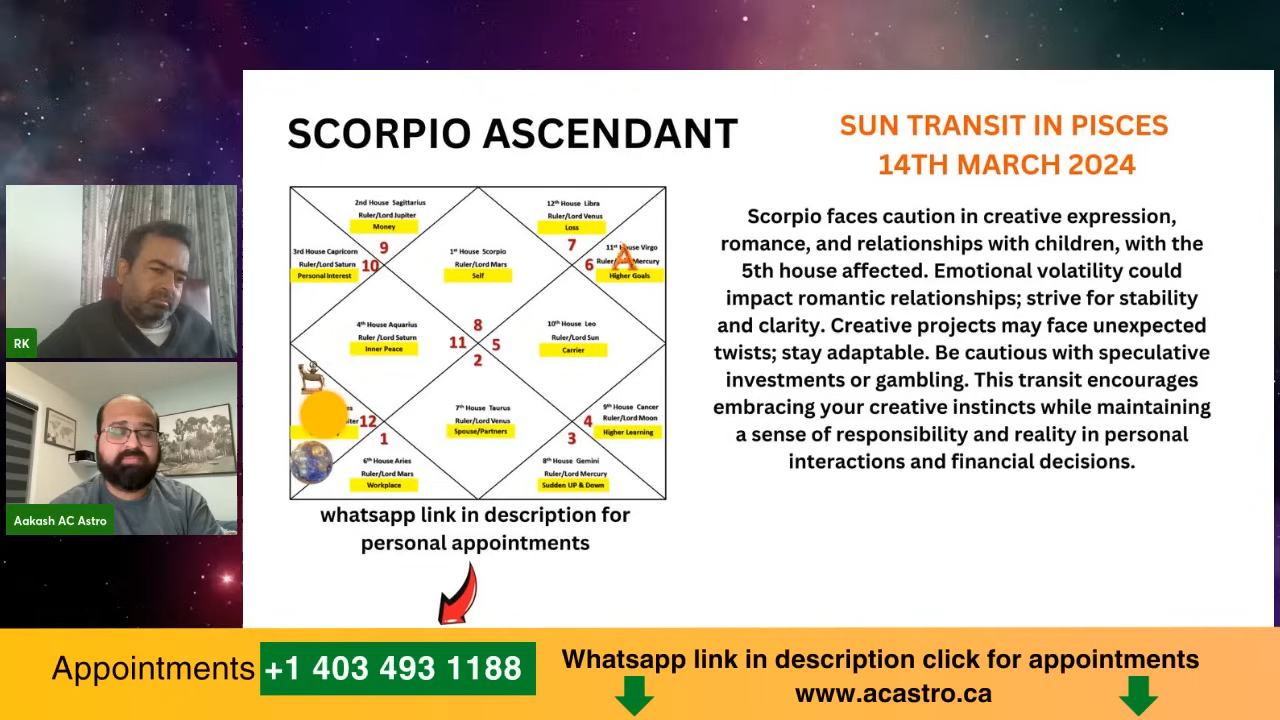 SCORPIO ASCENDANT
SUN TRANSIT IN PISCES
14TH MARCH 2024
Scorpio faces caution in creative expression,
romance, and relationships with children, with the
5th house affected. Emotional volatility could
impact romantic relationships; strive for stability
and clarity. Creative projects may face unexpected
twists; stay adaptable. Be cautious with speculative
investments or gambling. This transit encourages
embracing your creative instincts while maintaining
a sense of responsibility and reality in personal
interactions and financial decisions.
2nd House Sagittarius
Ruler/Lord Jupiter
Money
9
12th House Libra
Ruler/Lord Venus
Loss
7
3rd House Capricorn
Ruler/Lord Saturn
Personal Interest
10
1st House Scorpio
Ruler/Lord Mars
Self
11th House Virgo
Mercury
Higher Goals
6
A
4th House Aquarius
Ruler /Lord Saturn
Inner Peace
8
11
5
2
10th House Leo
Ruler/Lord Sun
Carrier
12
1
7th House Taurus
Ruler/Lord Venus
Spouse/Partners
9th House Cancer
Ruler/Lord Moon
Higher Learning
4
3
6th House Aries
Ruler/Lord Mars
Workplace
8th House Gemini
Ruler/Lord Mercury
Sudden UP & Down
whatsapp link in description for
personal appointments
RK
Aakash AC Astro
Appointments +1 403 493 1188
Whatsapp link in description click for appointments
www.acastro.ca